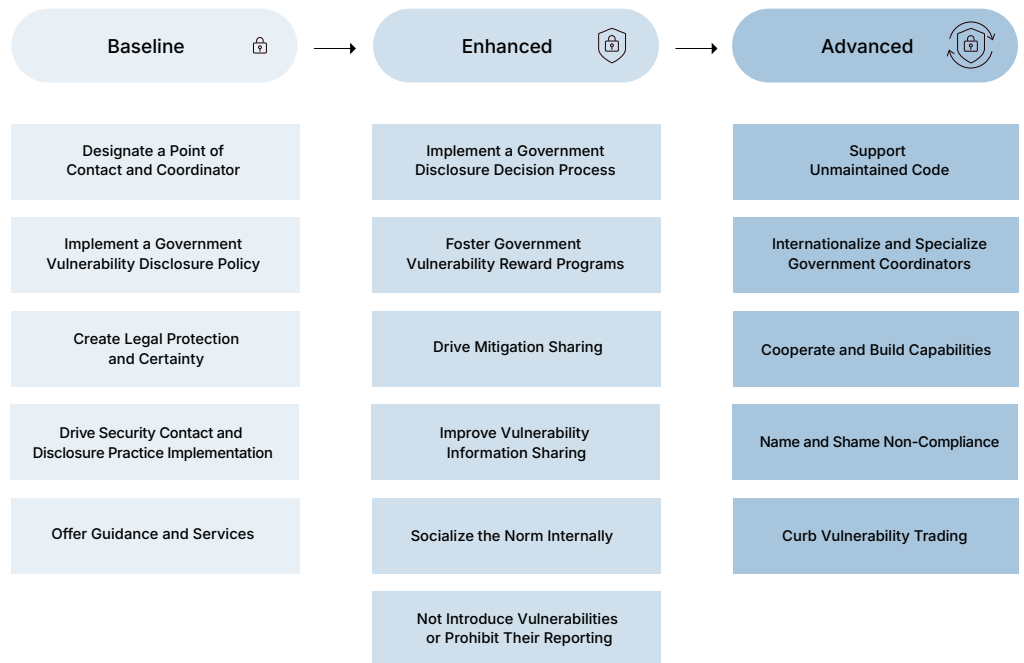 Baseline
Enhanced
Advanced
Designate a Point of
Contact and Coordinator
Implement a Government
Vulnerability Disclosure Policy
Create Legal Protection
and Certainty
Drive Security Contact and
Disclosure Practice Implementation
Offer Guidance and Services
Implement a Government
Disclosure Decision Process
Foster Government
Vulnerability Reward Programs
Drive Mitigation Sharing
Improve Vulnerability
Information Sharing
Socialize the Norm Internally
Not Introduce Vulnerabilities
or Prohibit Their Reporting
Support
Unmaintained Code
Internationalize and Specialize
Government Coordinators
Cooperate and Build Capabilities
Name and Shame Non-Compliance
Curb Vulnerability Trading